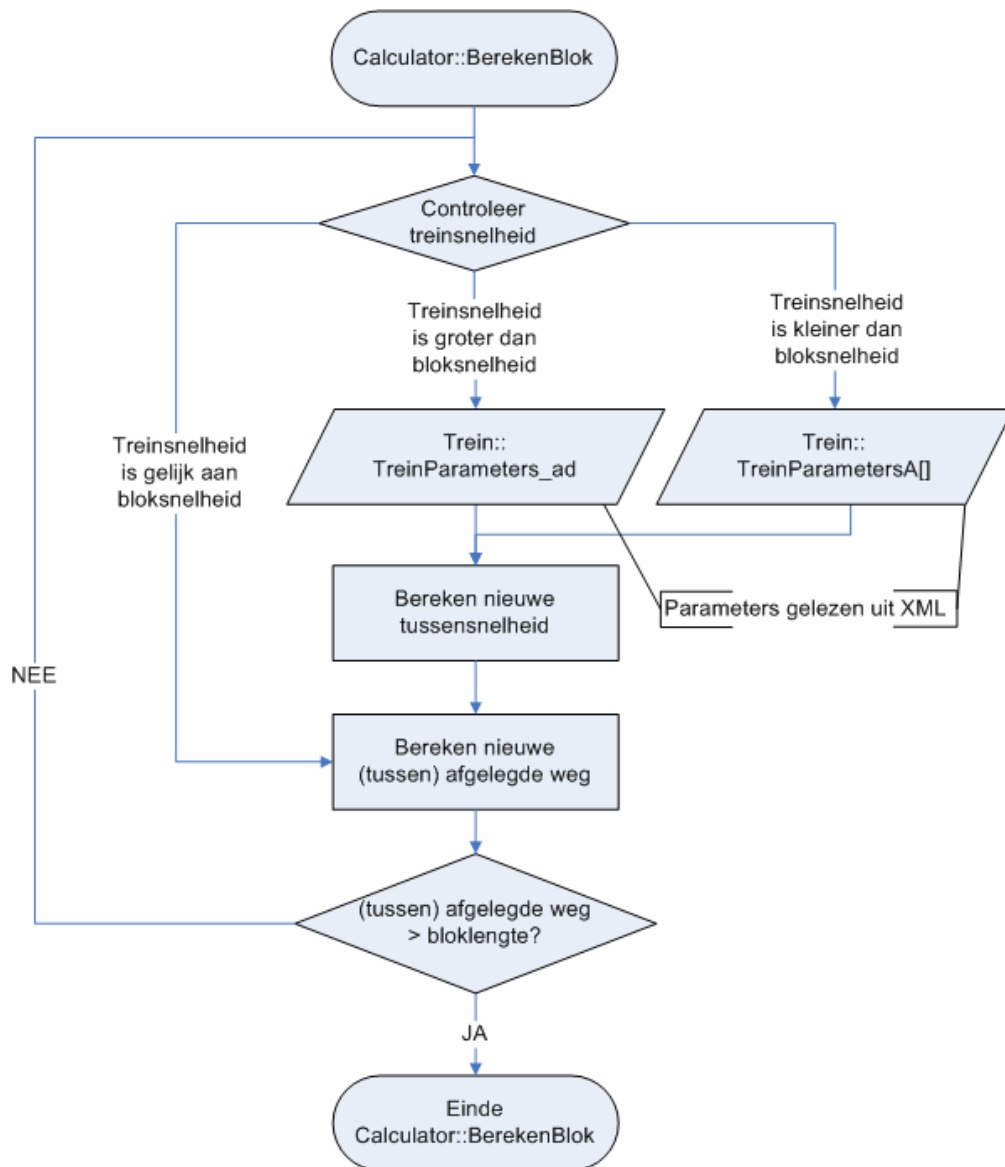 Calculator::BerekenBlok
Controleer
treinsnelheid
Treinsnelheid
is groter dan
bloksnelheid
Treinsnelheid
is kleiner dan
bloksnelheid
Treinsnelheid
is gelijk aan
bloksnelheid
Trein::
TreinParameters_ad
Trein::
TreinParametersA[]
Bereken nieuwe
tussensnelheid
Parameters gelezen uit XML
NEE
Bereken nieuwe
(tussen) afgelegde weg
(tussen) afgelegde weg
> bloklengte?
JA
Einde
Calculator::BerekenBlok